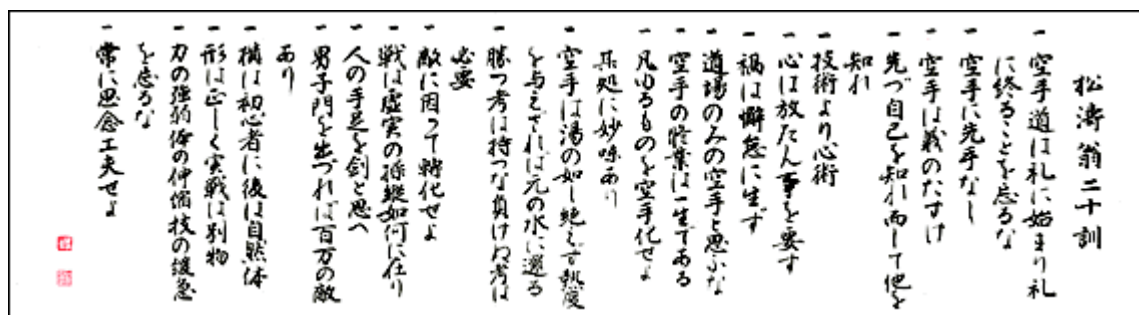 松涛翁二十訓
一 空手道は礼に始まり礼
に終ることを忘るな
一 空手に先手なし
一 空手は義のたすけ
一 先づ自己を知れ而して他を
知れ
一 技術より心術
一 心は放たん事を要す
一 禍は懈怠に生ず
一 道場のみの空手と思ふな
一 空手の修業は一生である
一 凡ゆるものを空手化せよ
其処に妙味あり
一 空手は湯の如し絶えず熱度
を与えざれば元の水に還る
一 勝つ考は持つな負けぬ考は
必要
一 敵に因って轉化せよ
一 戦は虚実の操縦如何に在り
一 人の手足を剣と思へ
一 男子門を出づれば百万の敵
あり
一 構は初心者に後は自然体
一 形は正しく実戦は別物
一 力の強弱体の伸縮技の緩急
を忘るな
一 常に思念工夫せよ